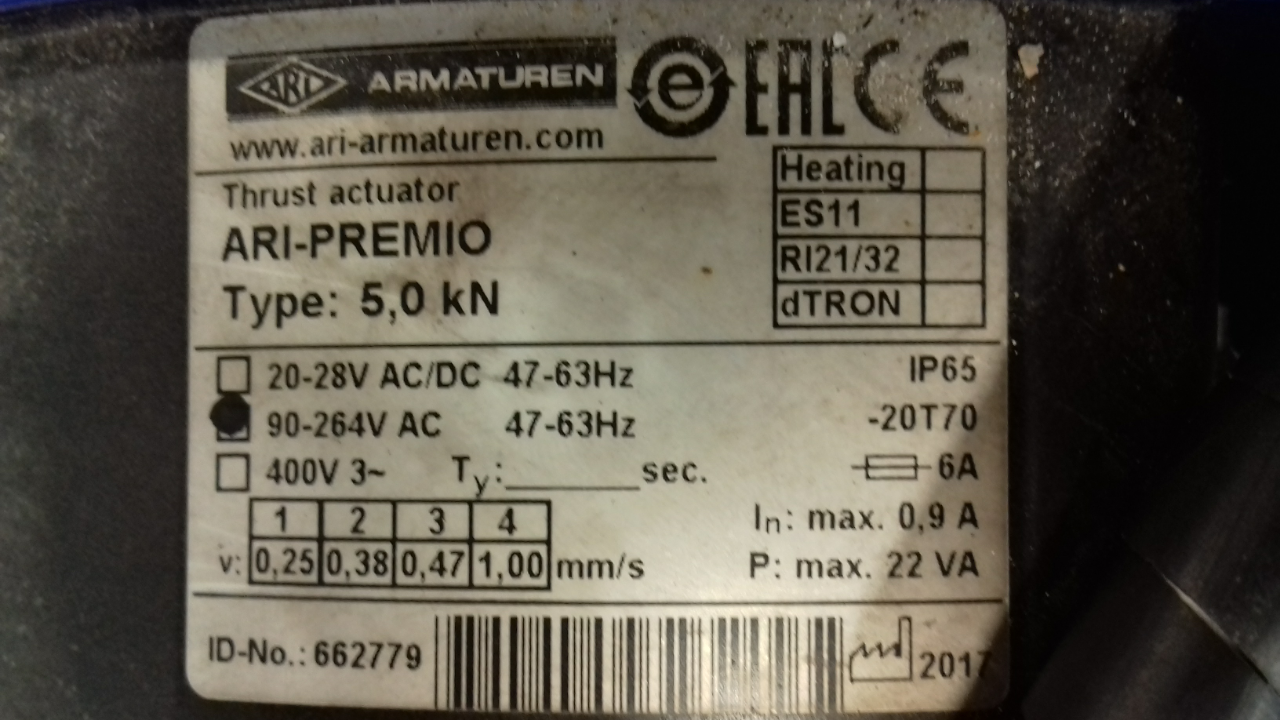 ARI ARMATUREN
e EAC CE
www.ari-armaturen.com
Thrust actuator
ARI-PREMIO
Type: 5,0 kN
Heating
ES11
RI21/32
dTRON
20-28V AC/DC 47-63Hz IP65
90-264V AC 47-63Hz -20T70
400V 3~ Ty:_______sec. 6A
1 2 3 4 In: max. 0,9 A
v: 0,25 0,38 0,47 1,00 mm/s P: max. 22 VA
ID-No.: 662779 2017